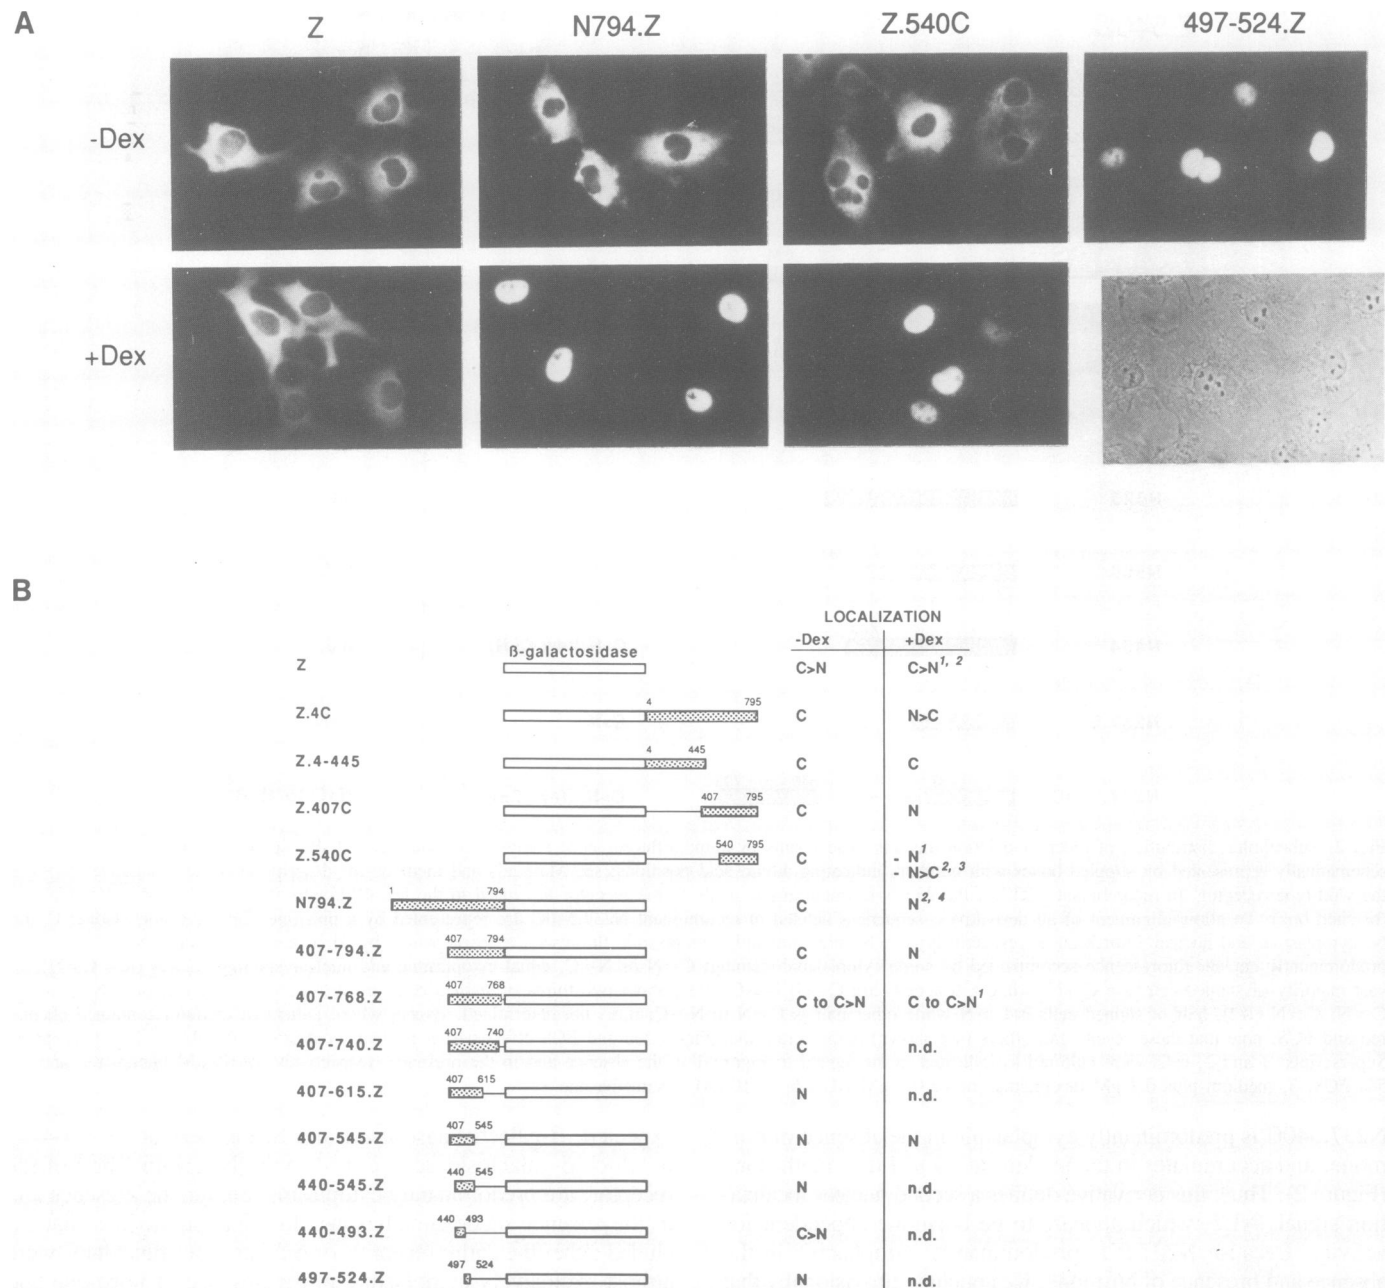 A
Z N794.Z Z.540C 497-524.Z
-Dex
+Dex
B
LOCALIZATION
-Dex +Dex
ß-galactosidase
Z C>N C>N1, 2
4 795
Z.4C C N>C
4 445
Z.4-445 C C
407 795
Z.407C C N
540 795
Z.540C C - N1
- N>C2, 3
1 794
N794.Z C N2, 4
407 794
407-794.Z C N
407 768
407-768.Z C to C>N C to C>N1
407 740
407-740.Z C n.d.
407 615
407-615.Z N n.d.
407 545
407-545.Z N N
440 545
440-545.Z N n.d.
440 493
440-493.Z C>N n.d.
497 524
497-524.Z N n.d.